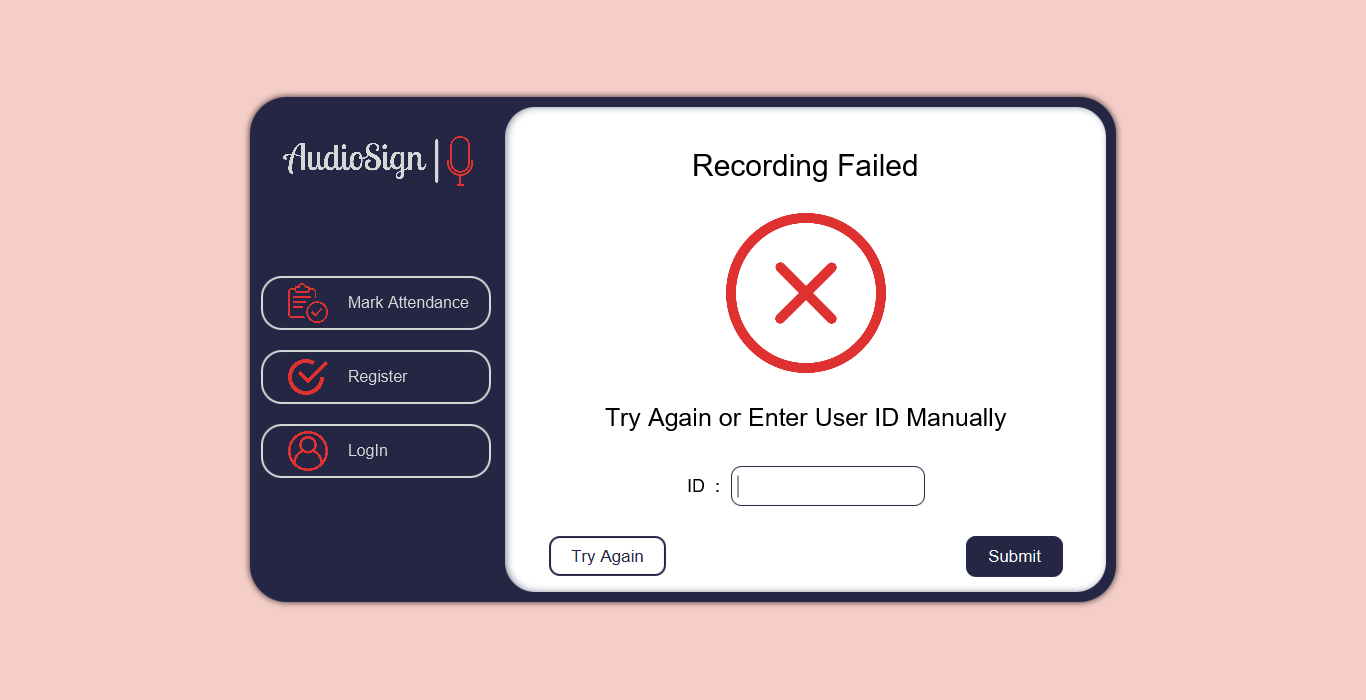 AudioSign
Mark Attendance
Register
LogIn
Recording Failed
Try Again or Enter User ID Manually
ID :
Try Again
Submit